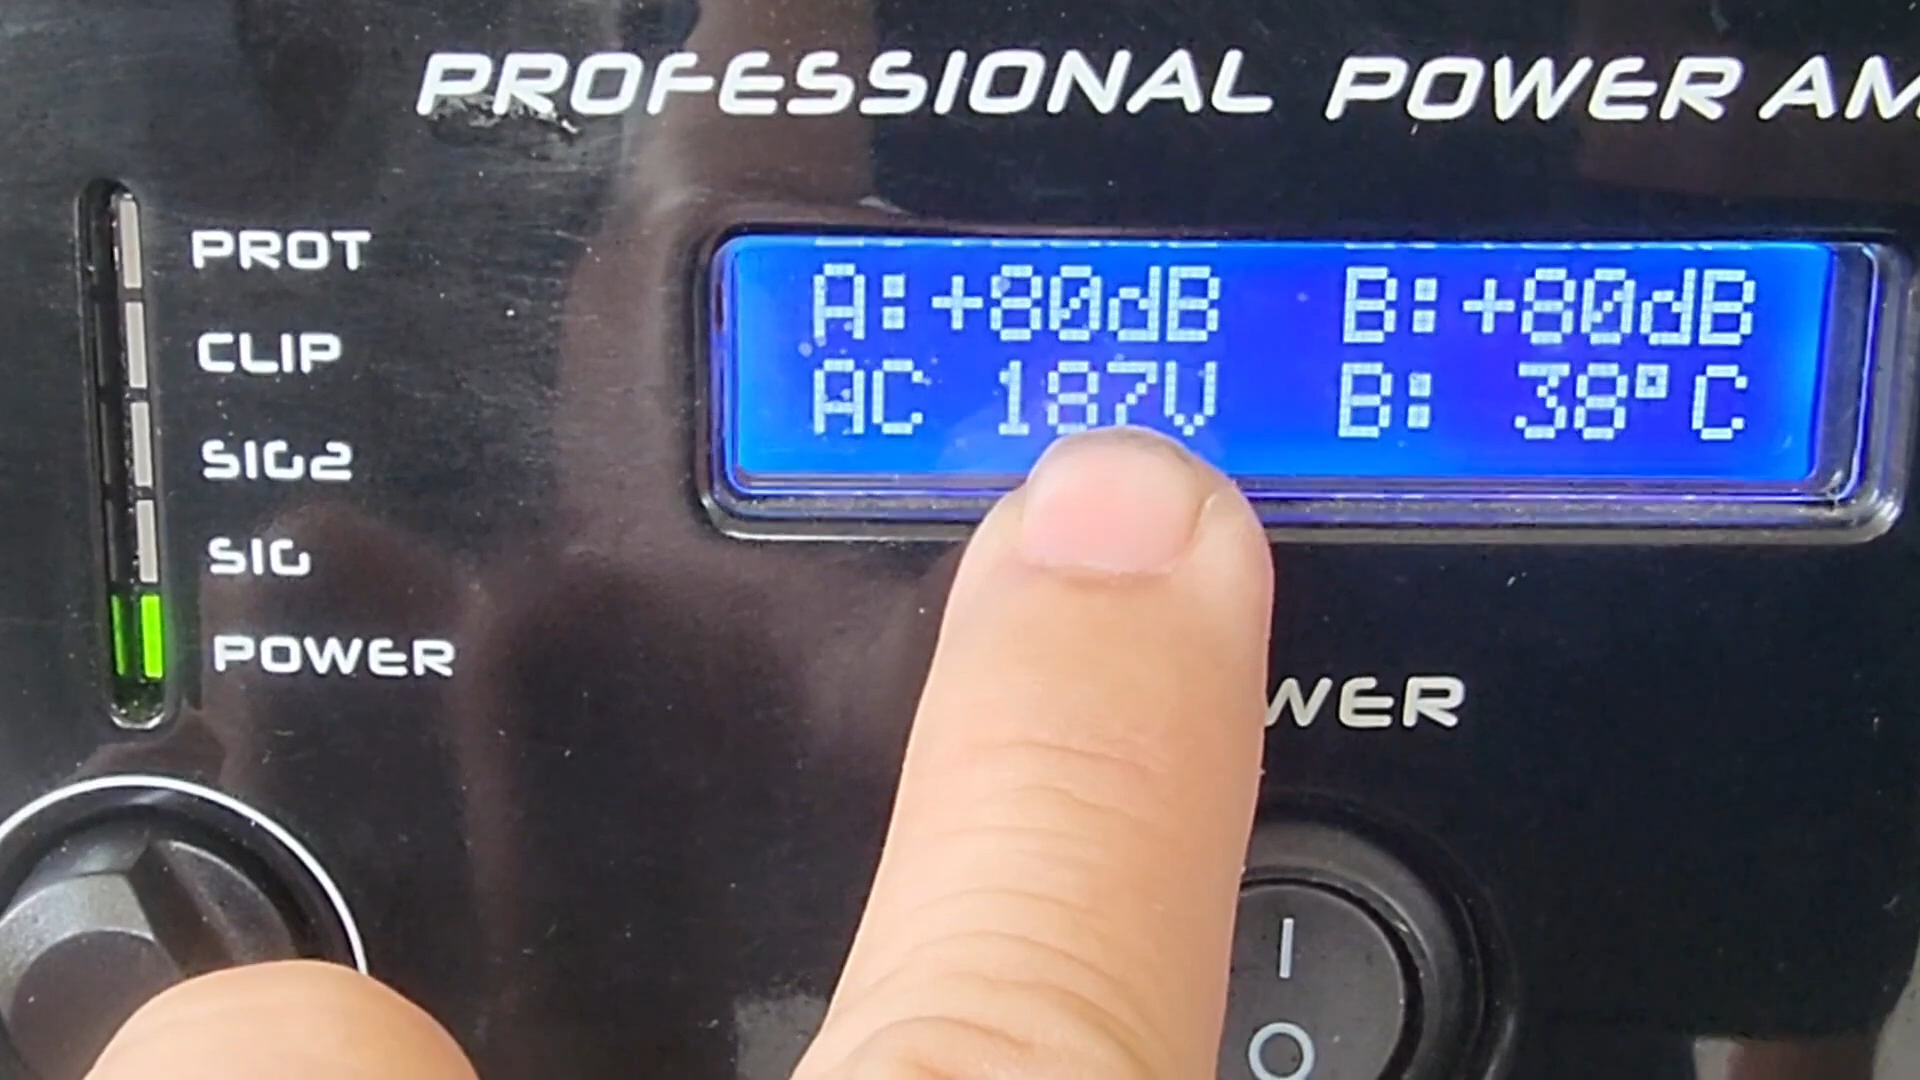 PROFESSIONAL POWER AM
PROT
CLIP
SIG2
SIG
POWER
A:+80dB B:+80dB
AC 187V B: 38°C
WER
I
O